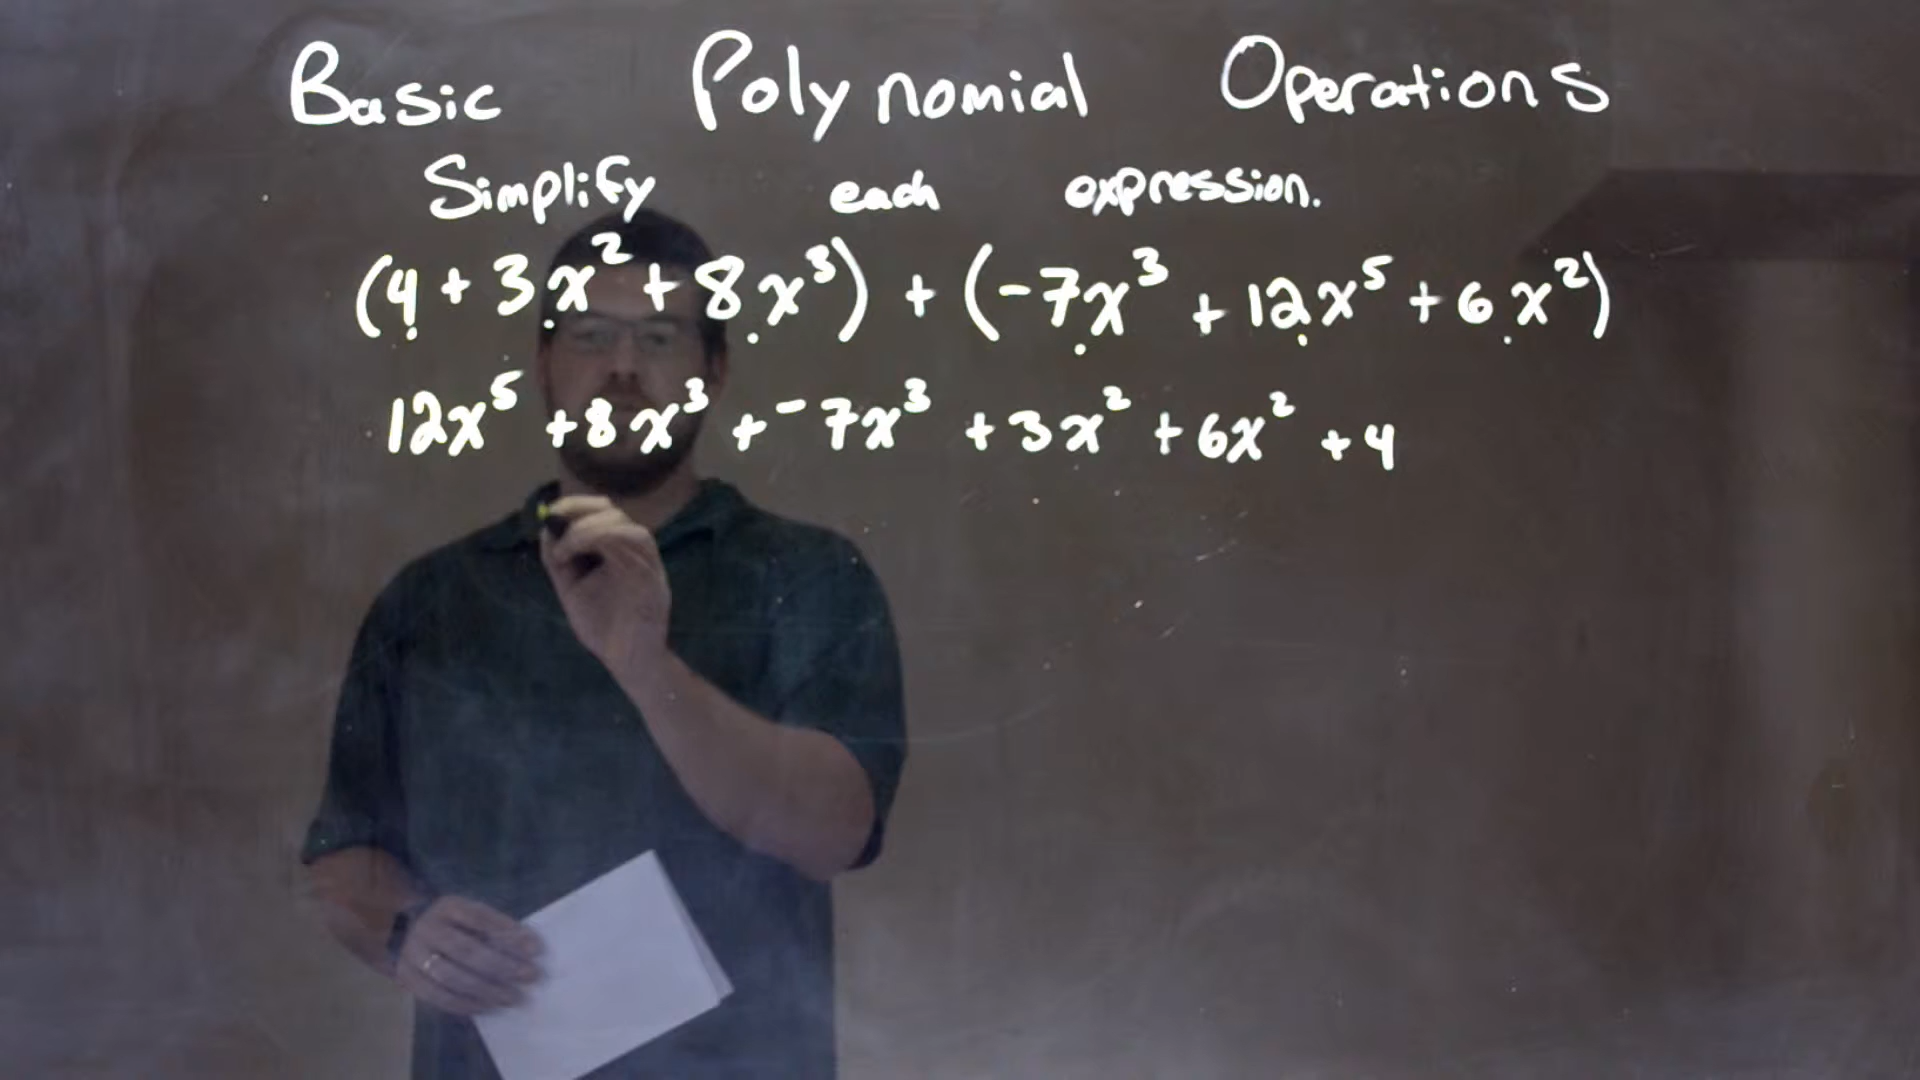 Basic Polynomial Operations
Simplify each expression.
(4 + 3x² + 8x³) + (-7x³ + 12x⁵ + 6x²)
12x⁵ + 8x³ + -7x³ + 3x² + 6x² + 4